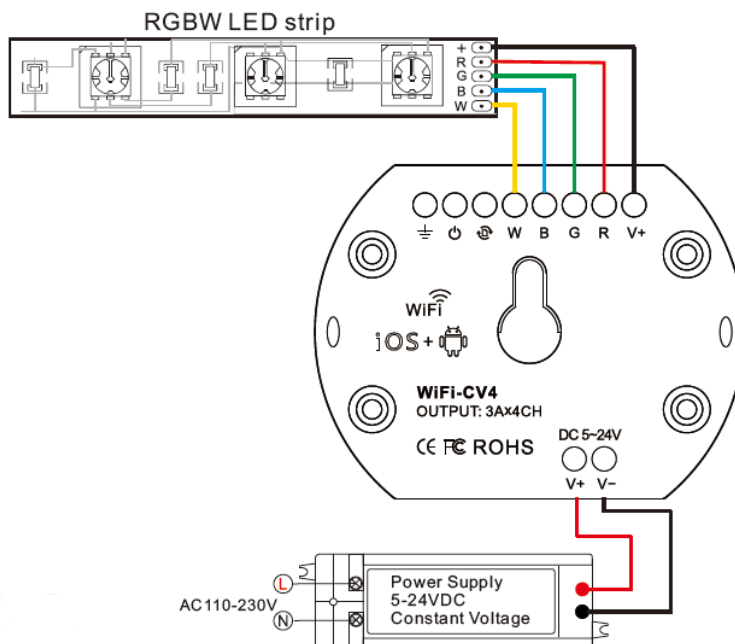 RGBW LED strip
+
R
G
B
W
W B G R V+
WiFi
iOS +
WiFi-CV4
OUTPUT: 3A×4CH
CE FC ROHS
DC 5~24V
V+ V−
L
AC110-230V
N
Power Supply
5-24VDC
Constant Voltage